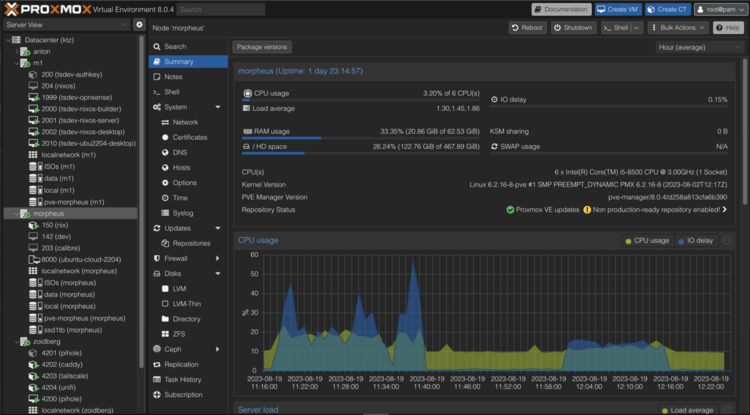 PROXMOX Virtual Environment 8.0.4 Search Documentation Create VM Create CT root@pam
Server View
Node 'morpheus' Reboot Shutdown Shell Bulk Actions Help
Datacenter (ktz)
anton
m1
200 (tsdev-authkey)
204 (nixos)
1999 (tsdev-opnsense)
2000 (tsdev-nixos-builder)
2001 (tsdev-nixos-server)
2002 (tsdev-nixos-desktop)
2010 (tsdev-ubu2204-desktop)
localnetwork (m1)
ISOs (m1)
data (m1)
local (m1)
pve-morpheus (m1)
morpheus
150 (nix)
142 (dev)
203 (calibre)
8000 (ubuntu-cloud-2204)
localnetwork (morpheus)
ISOs (morpheus)
data (morpheus)
local (morpheus)
pve-morpheus (morpheus)
ssd1tb (morpheus)
zoidberg
4201 (pihole)
4202 (caddy)
4203 (tailscale)
4204 (unifi)
4200 (pihole)
localnetwork (zoidberg)
Search
Summary
Notes
Shell
System
Network
Certificates
DNS
Hosts
Options
Time
Syslog
Updates
Repositories
Firewall
Disks
LVM
LVM-Thin
Directory
ZFS
Ceph
Replication
Task History
Subscription
Package versions Hour (average)
morpheus (Uptime: 1 day 23:14:57)
CPU usage 3.20% of 6 CPU(s) IO delay 0.15%
Load average 1.30,1.45,1.86
RAM usage 33.35% (20.86 GiB of 62.53 GiB) KSM sharing 0 B
/ HD space 26.24% (122.76 GiB of 467.89 GiB) SWAP usage N/A
CPU(s) 6 x Intel(R) Core(TM) i5-8500 CPU @ 3.00GHz (1 Socket)
Kernel Version Linux 6.2.16-8-pve #1 SMP PREEMPT_DYNAMIC PMX 6.2.16-8 (2023-08-02T12:17Z)
PVE Manager Version pve-manager/8.0.4/d258a813cfa6b390
Repository Status Proxmox VE updates Non production-ready repository enabled!
CPU usage CPU usage IO delay
60
50
40
30
20
10
0
%
2023-08-19 2023-08-19 2023-08-19 2023-08-19 2023-08-19 2023-08-19 2023-08-19 2023-08-19 2023-08-19 2023-08-19 2023-08-19 2023-08-19
11:16:00 11:22:00 11:28:00 11:34:00 11:40:00 11:46:00 11:52:00 11:58:00 12:04:00 12:10:00 12:16:00 12:22:00
Server load Load average